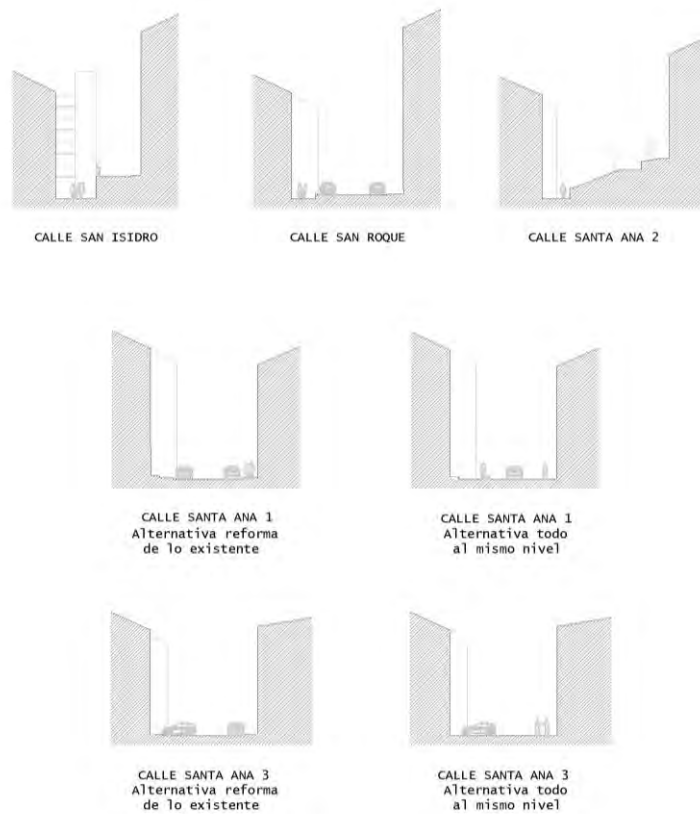 CALLE SAN ISIDRO
CALLE SAN ROQUE
CALLE SANTA ANA 2
CALLE SANTA ANA 1
Alternativa reforma
de lo existente
CALLE SANTA ANA 1
Alternativa todo
al mismo nivel
CALLE SANTA ANA 3
Alternativa reforma
de lo existente
CALLE SANTA ANA 3
Alternativa todo
al mismo nivel